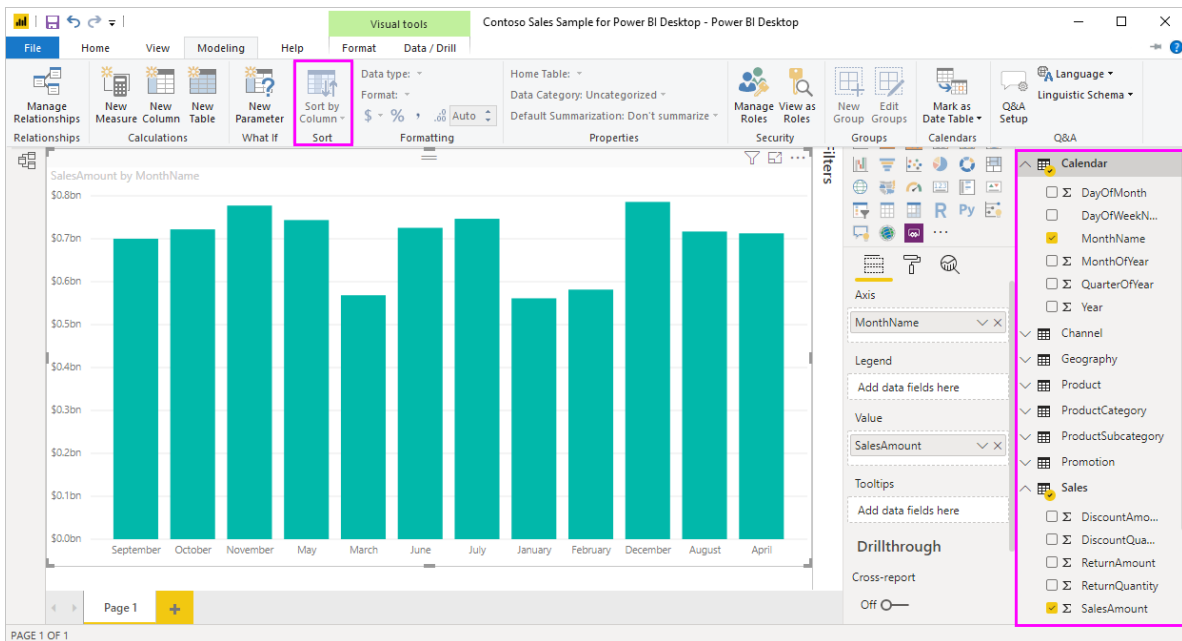 Visual tools
Contoso Sales Sample for Power BI Desktop - Power BI Desktop
File Home View Modeling Help Format Data / Drill
Manage Relationships
New Measure
New Column
New Table
New Parameter
Sort by Column
Data type:
Format:
$ % , .00 Auto
Home Table:
Data Category: Uncategorized
Default Summarization: Don't summarize
Manage Roles
View as Roles
New Group
Edit Groups
Mark as Date Table
Q&A Setup
Language
Linguistic Schema
Relationships Calculations What If Sort Formatting Properties Security Groups Calendars Q&A
SalesAmount by MonthName
$0.8bn
$0.7bn
$0.6bn
$0.5bn
$0.4bn
$0.3bn
$0.2bn
$0.1bn
$0.0bn
September October November May March June July January February December August April
Filters
R Py
Axis
MonthName
Legend
Add data fields here
Value
SalesAmount
Tooltips
Add data fields here
Drillthrough
Cross-report
Off
Calendar
Σ DayOfMonth
DayOfWeekN...
MonthName
Σ MonthOfYear
Σ QuarterOfYear
Σ Year
Channel
Geography
Product
ProductCategory
ProductSubcategory
Promotion
Sales
Σ DiscountAmo...
Σ DiscountQua...
Σ ReturnAmount
Σ ReturnQuantity
Σ SalesAmount
Page 1
PAGE 1 OF 1